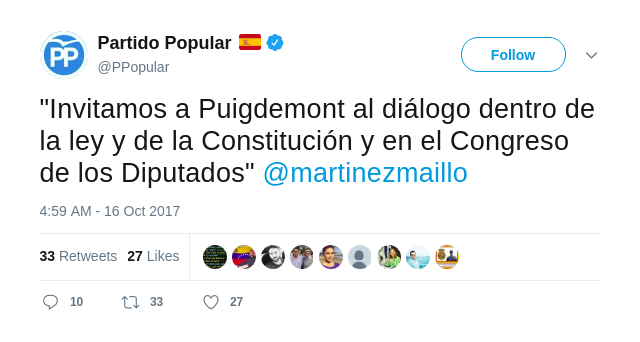 Partido Popular
@PPopular
Follow
"Invitamos a Puigdemont al diálogo dentro de
la ley y de la Constitución y en el Congreso
de los Diputados" @martinezmaillo
4:59 AM - 16 Oct 2017
33 Retweets 27 Likes
10 33 27
PP